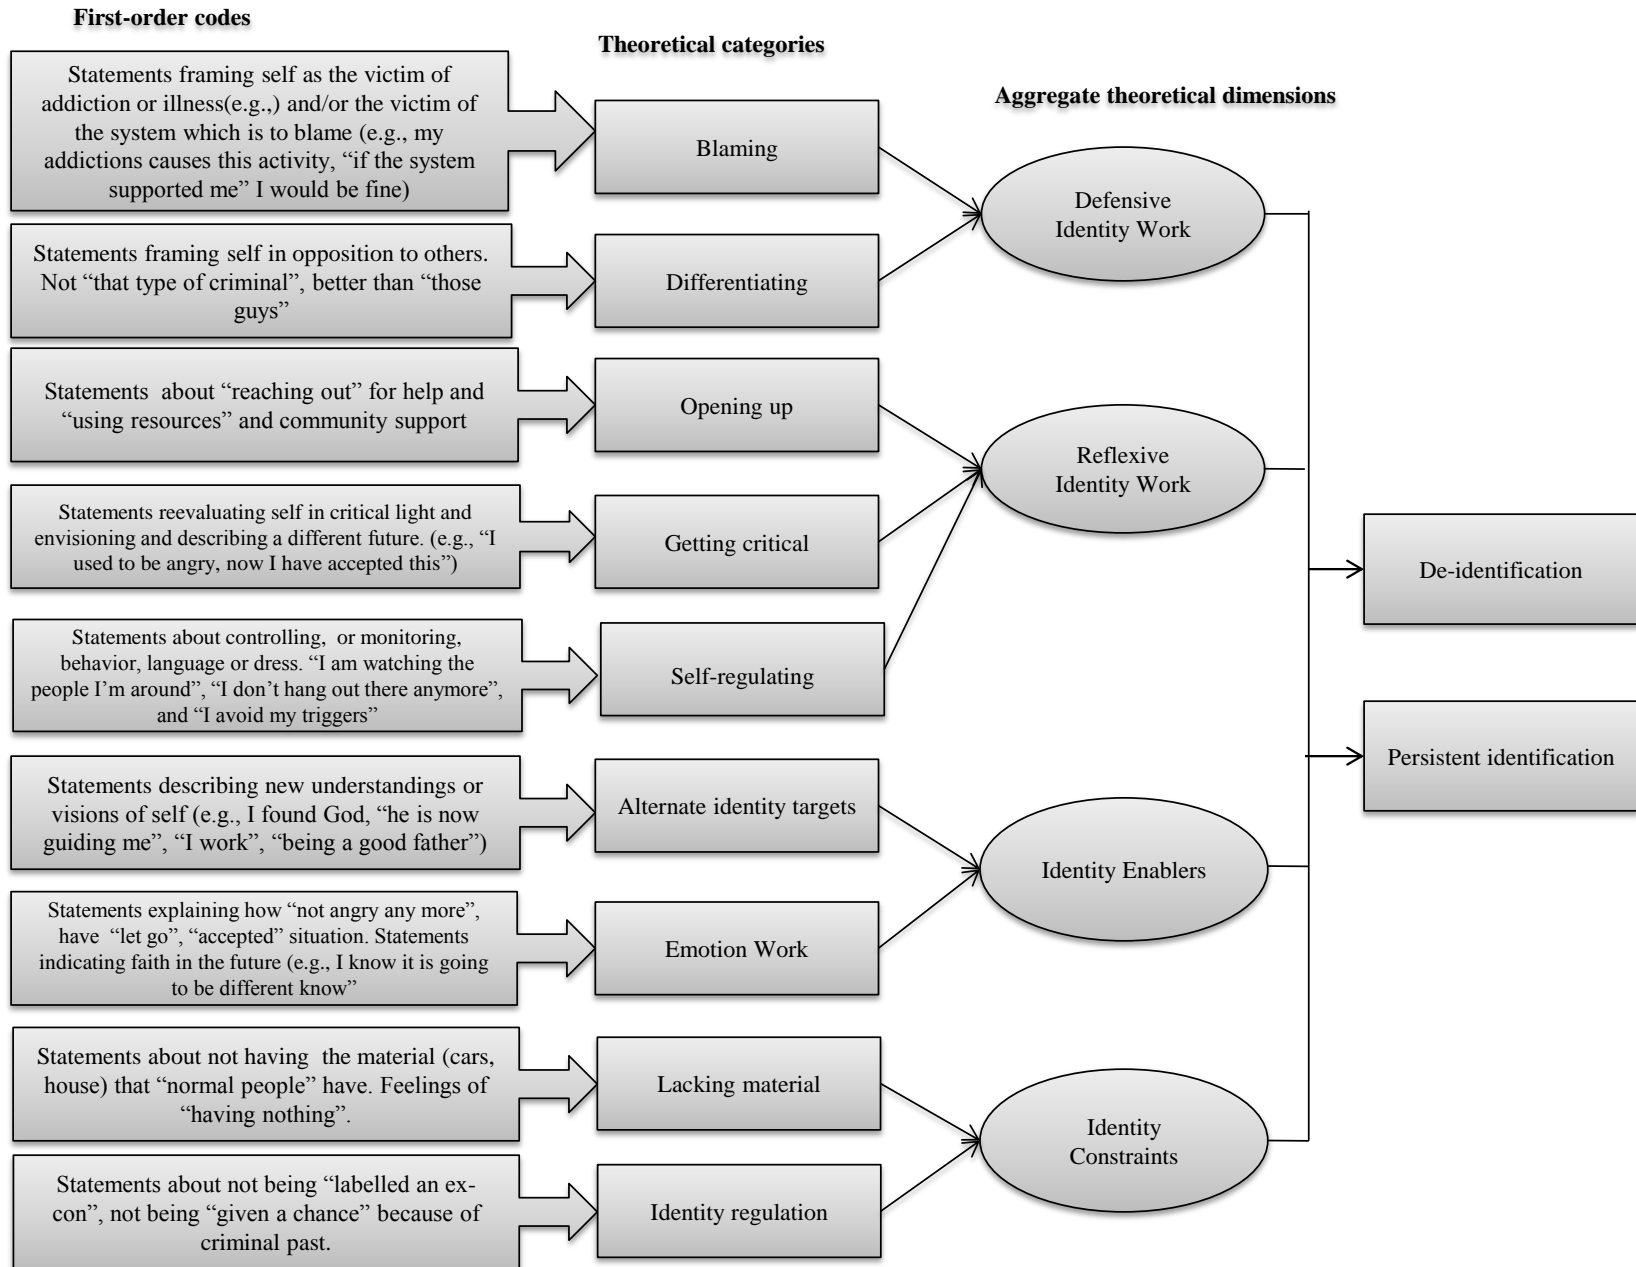 First-order codes
Theoretical categories
Aggregate theoretical dimensions
Statements framing self as the victim of
addiction or illness(e.g.,) and/or the victim of
the system which is to blame (e.g., my
addictions causes this activity, “if the system
supported me” I would be fine)
Blaming
Defensive
Identity Work
Statements framing self in opposition to others.
Not “that type of criminal”, better than “those
guys”
Differentiating
Statements  about “reaching out” for help and
“using resources” and community support
Opening up
Reflexive
Identity Work
Statements reevaluating self in critical light and
envisioning and describing a different future. (e.g., “I
used to be angry, now I have accepted this”)
Getting critical
De-identification
Statements about controlling,  or monitoring,
behavior, language or dress. “I am watching the
people I’m around”, “I don’t hang out there anymore”,
and “I avoid my triggers”
Self-regulating
Persistent identification
Statements describing new understandings or
visions of self (e.g., I found God, “he is now
guiding me”, “I work”, “being a good father”)
Alternate identity targets
Identity Enablers
Statements explaining how “not angry any more”,
have  “let go”, “accepted” situation. Statements
indicating faith in the future (e.g., I know it is going
to be different know”
Emotion Work
Statements about not having  the material (cars,
house) that “normal people” have. Feelings of
“having nothing”.
Lacking material
Identity
Constraints
Statements about not being “labelled an ex-
con”, not being “given a chance” because of
criminal past.
Identity regulation